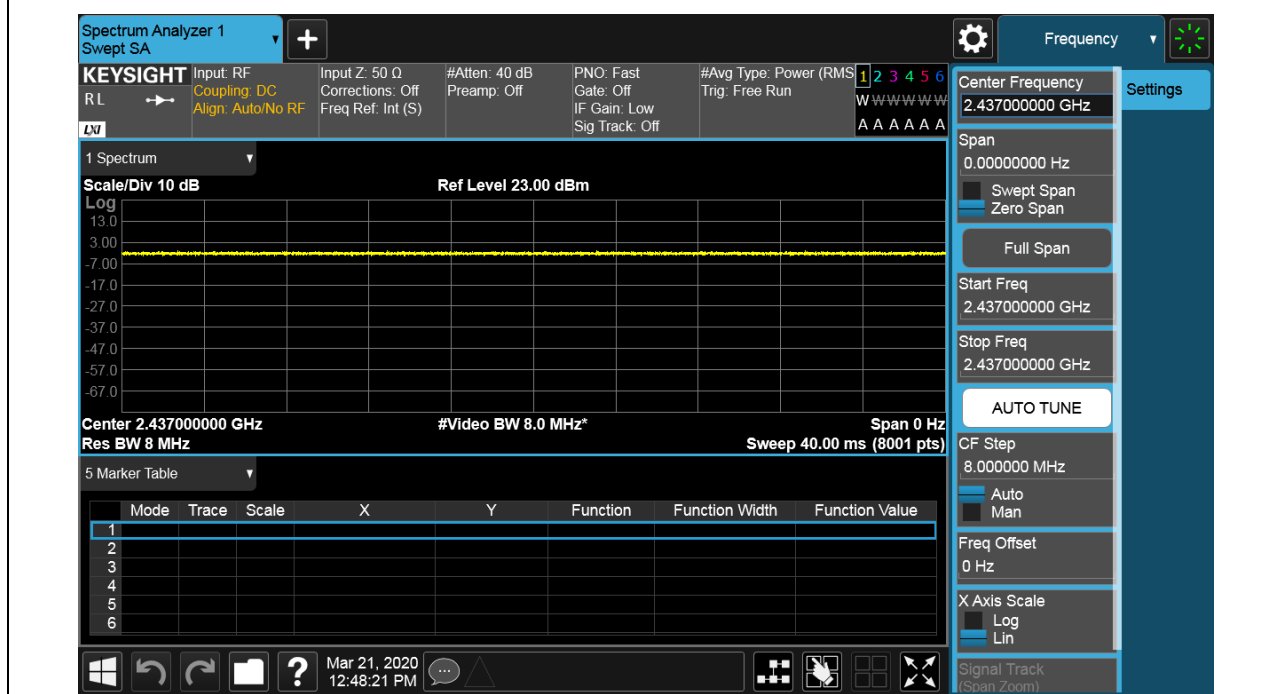 Spectrum Analyzer 1
Swept SA
Frequency
KEYSIGHT
RL
LXI
Input: RF
Coupling: DC
Align: Auto/No RF
Input Z: 50 Ω
Corrections: Off
Freq Ref: Int (S)
#Atten: 40 dB
Preamp: Off
PNO: Fast
Gate: Off
IF Gain: Low
Sig Track: Off
#Avg Type: Power (RMS
Trig: Free Run
1 2 3 4 5 6
W W W W W W
A A A A A A
1 Spectrum
Scale/Div 10 dB
Ref Level 23.00 dBm
Log
13.0
3.00
-7.00
-17.0
-27.0
-37.0
-47.0
-57.0
-67.0
Center 2.437000000 GHz
#Video BW 8.0 MHz*
Span 0 Hz
Res BW 8 MHz
Sweep 40.00 ms (8001 pts)
5 Marker Table
Mode Trace Scale X Y Function Function Width Function Value
1
2
3
4
5
6
Center Frequency
2.437000000 GHz
Settings
Span
0.00000000 Hz
Swept Span
Zero Span
Full Span
Start Freq
2.437000000 GHz
Stop Freq
2.437000000 GHz
AUTO TUNE
CF Step
8.000000 MHz
Auto
Man
Freq Offset
0 Hz
X Axis Scale
Log
Lin
Signal Track
(Span Zoom)
?
Mar 21, 2020
12:48:21 PM